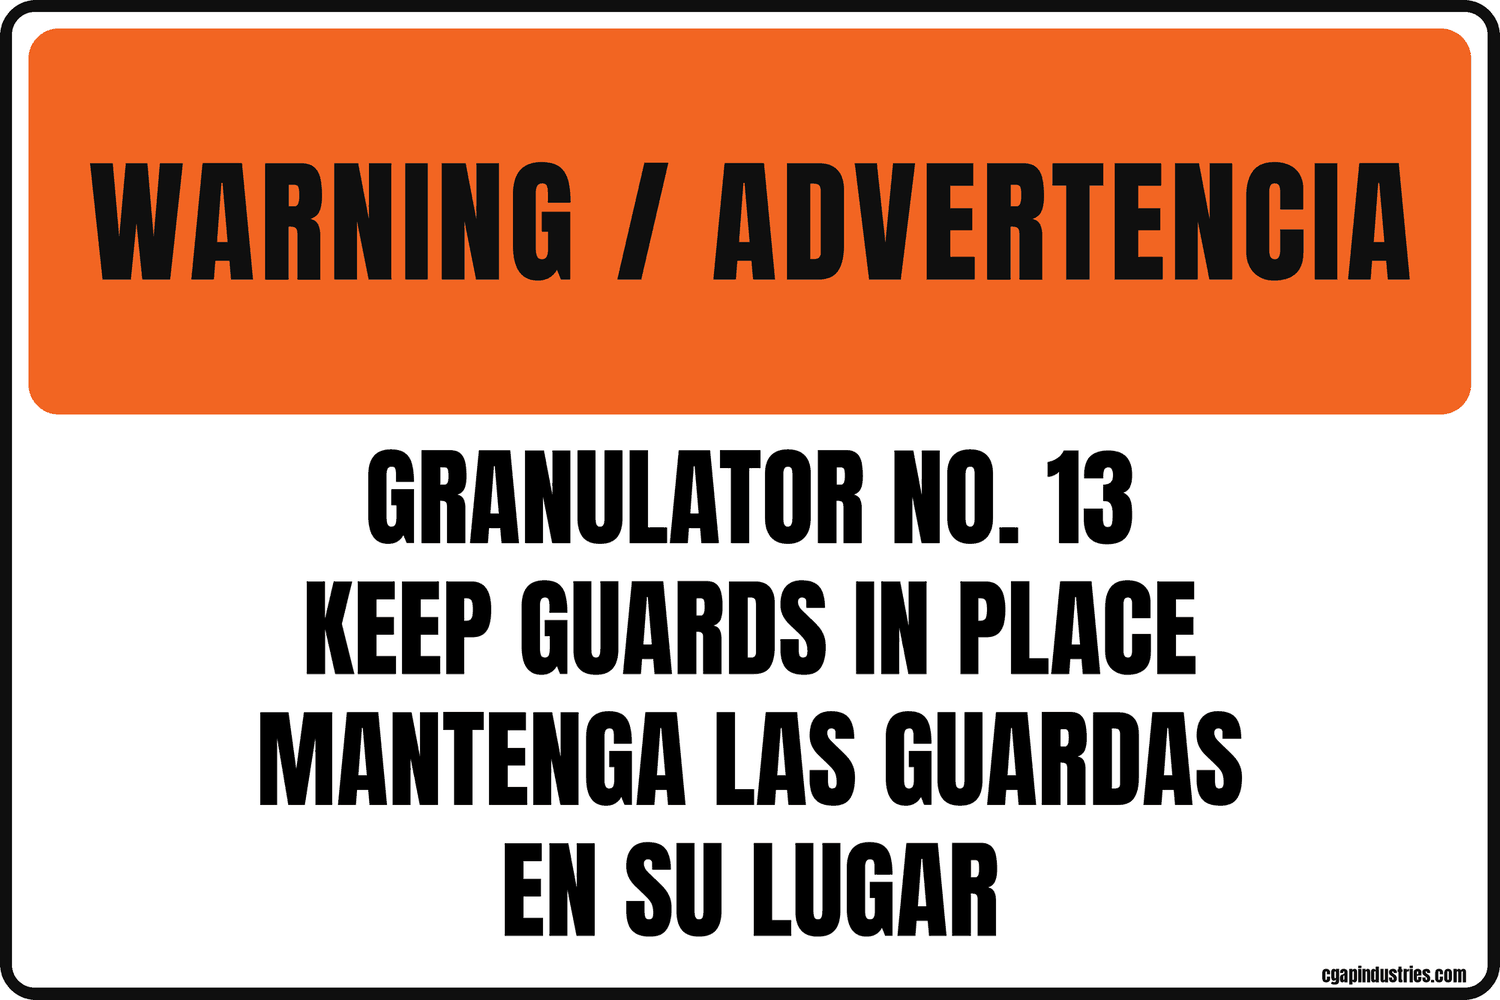 WARNING / ADVERTENCIA
GRANULATOR NO. 13
KEEP GUARDS IN PLACE
MANTENGA LAS GUARDAS
EN SU LUGAR
cgapindustries.com